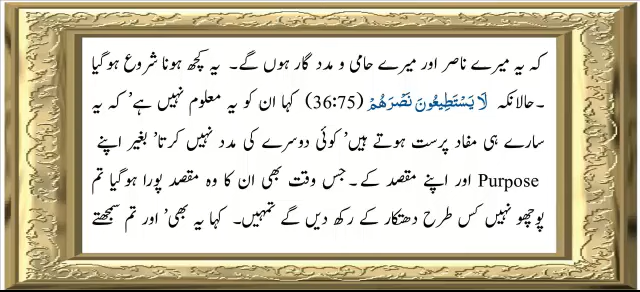 کہ یہ میرے ناصر اور میرے حامی و مدد گار ہوں گے۔ یہ کچھ ہونا شروع ہوگیا
۔حالانکہ لَا يَسْتَطِيعُونَ نَصْرَهُمْ (36:75) کہا ان کو یہ معلوم نہیں ہے’ کہ یہ
سارے ہی مفاد پرست ہوتے ہیں’ کوئی دوسرے کی مدد نہیں کرتا’ بغیر اپنے
Purpose اور اپنے مقصد کے۔ جس وقت بھی ان کا وہ مقصد پورا ہوگیا تم
پوچھو نہیں کس طرح دھتکار کے رکھ دیں گے تمہیں۔ کہا یہ بھی’ اور تم سمجھتے